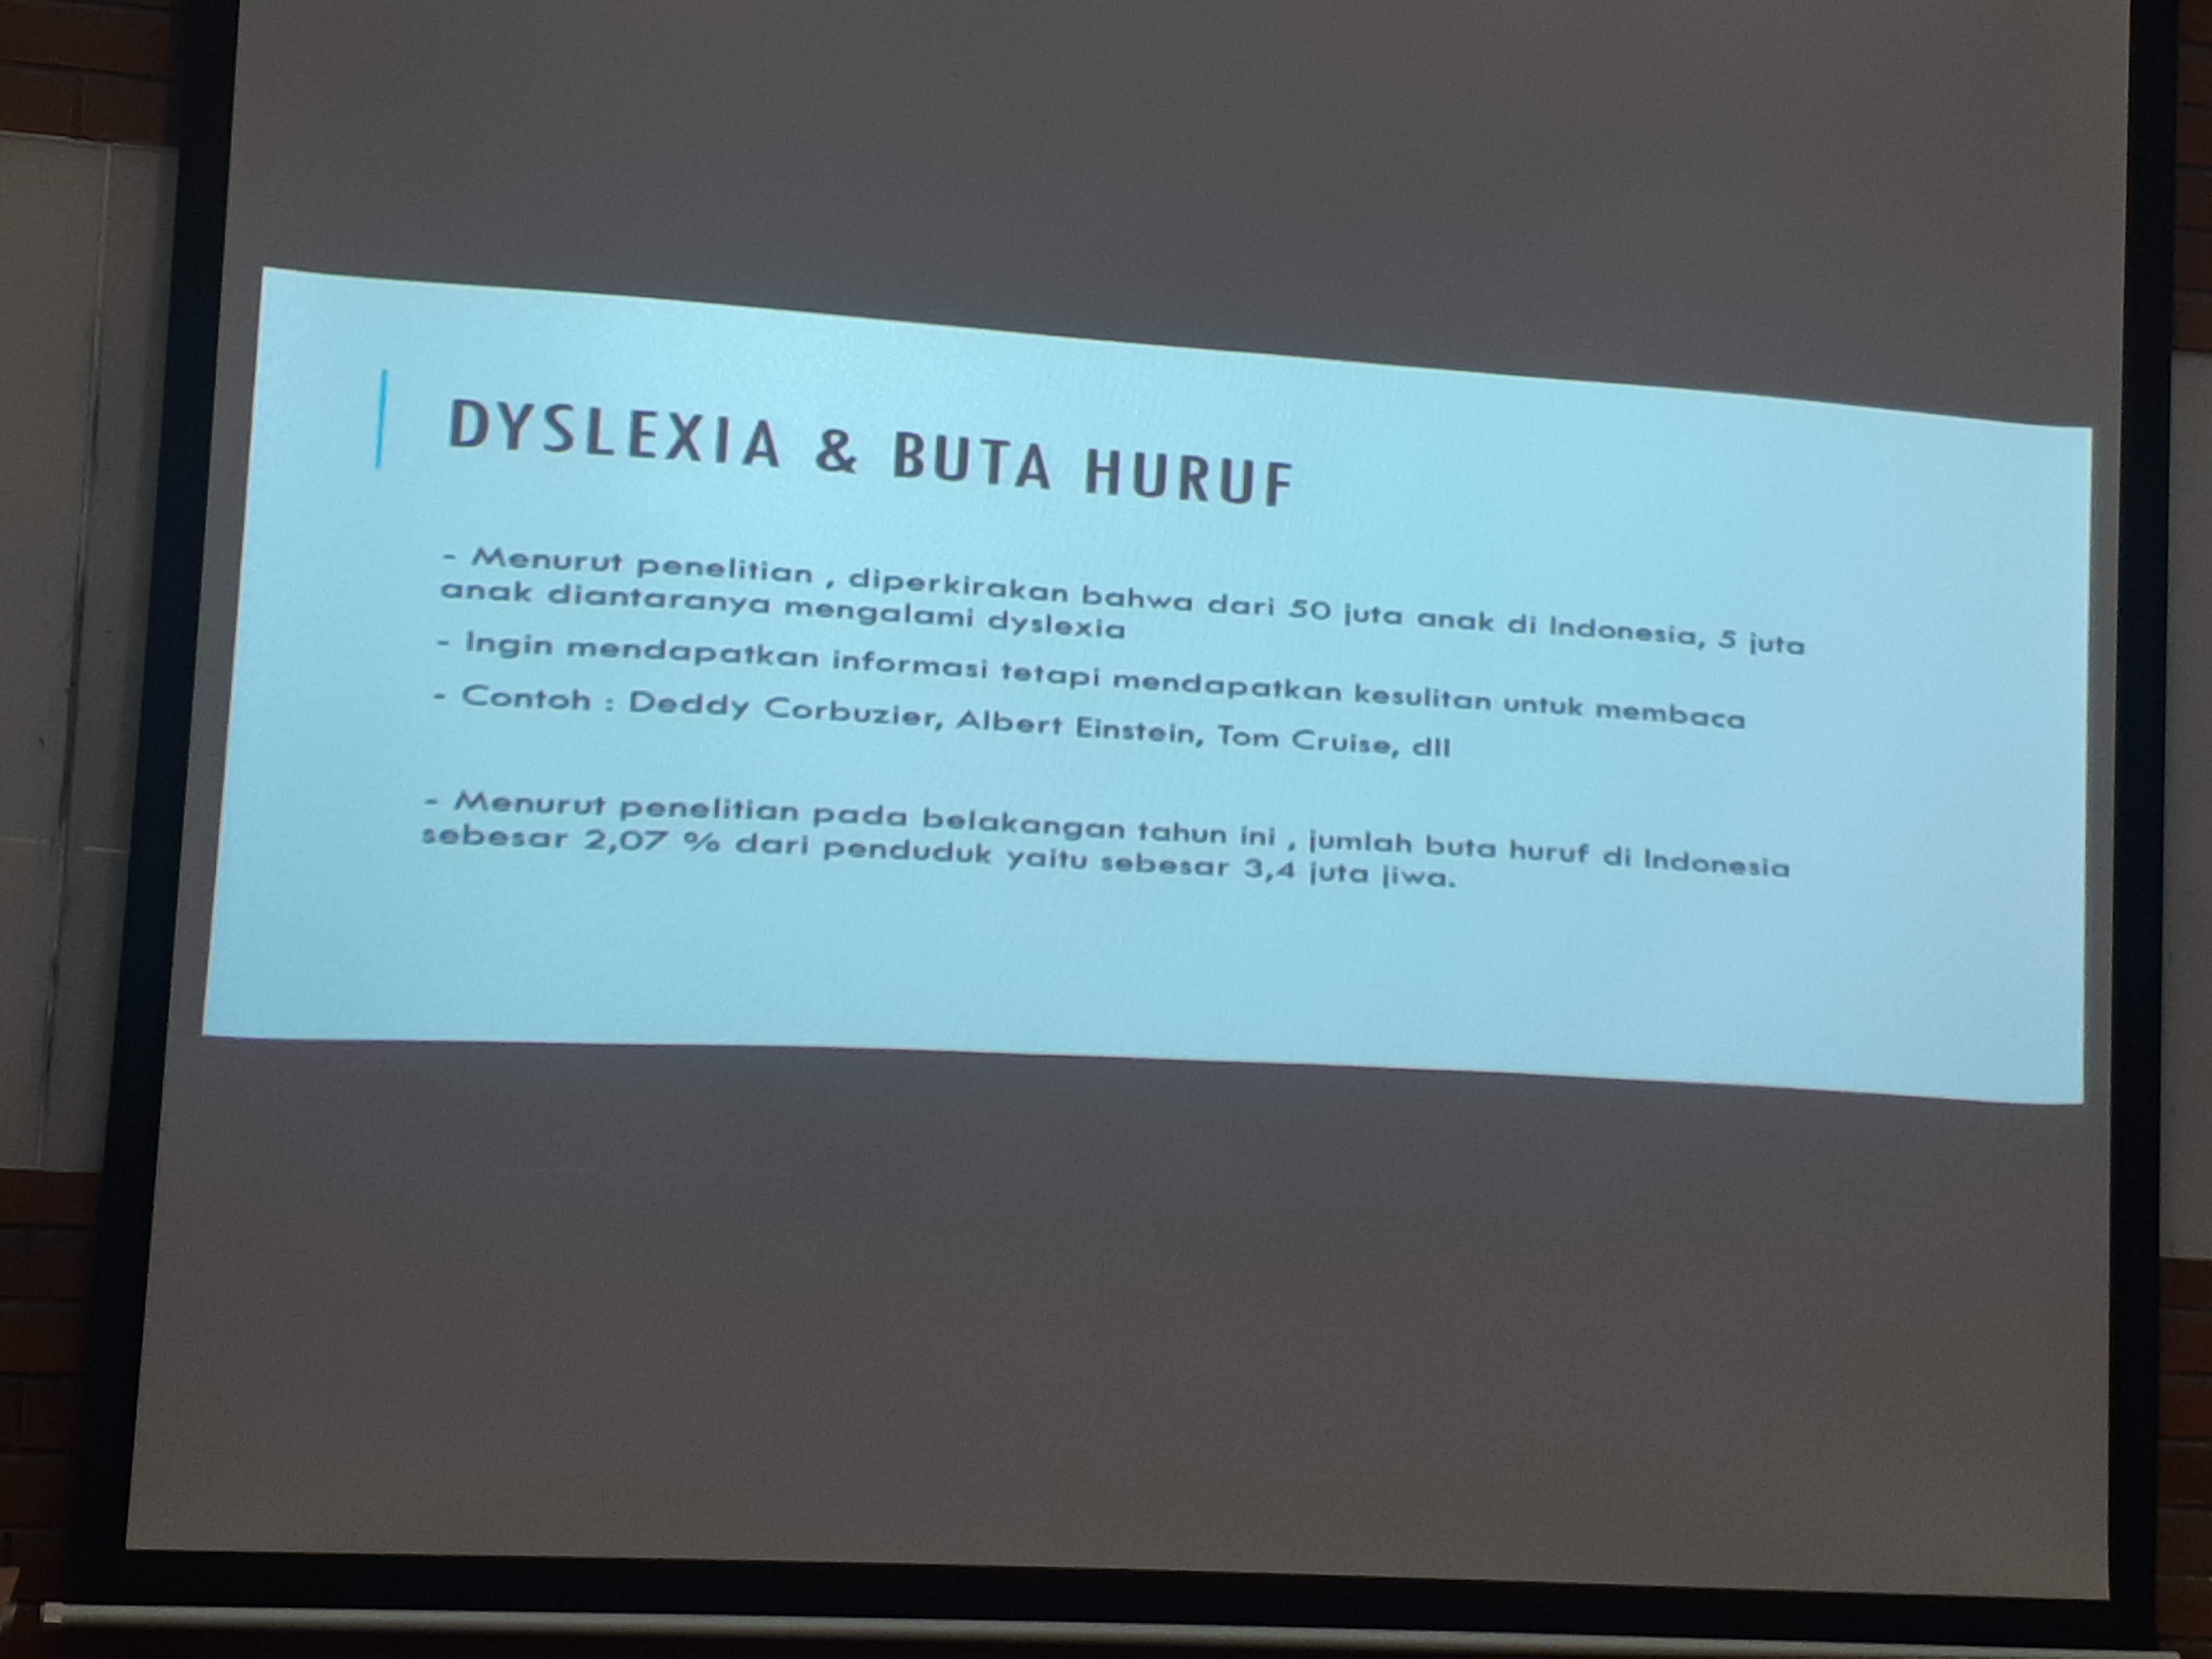 DYSLEXIA & BUTA HURUF
- Menurut penelitian , diperkirakan bahwa dari 50 juta anak di Indonesia, 5 juta
anak diantaranya mengalami dyslexia
- Ingin mendapatkan informasi tetapi mendapatkan kesulitan untuk membaca
- Contoh : Deddy Corbuzier, Albert Einstein, Tom Cruise, dll
- Menurut penelitian pada belakangan tahun ini , jumlah buta huruf di Indonesia
sebesar 2,07 % dari penduduk yaitu sebesar 3,4 juta jiwa.